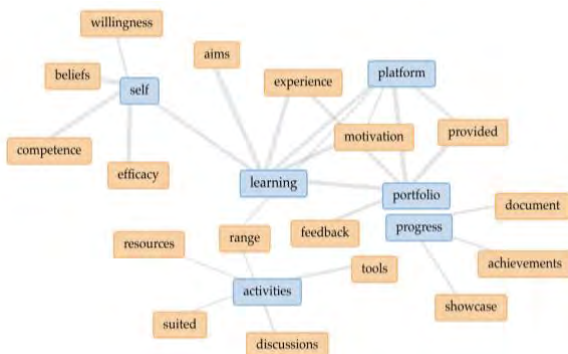 willingness
aims
beliefs
self
experience
platform
competence
efficacy
motivation
provided
learning
portfolio
document
resources
range
feedback
progress
tools
achievements
activities
showcase
suited
discussions